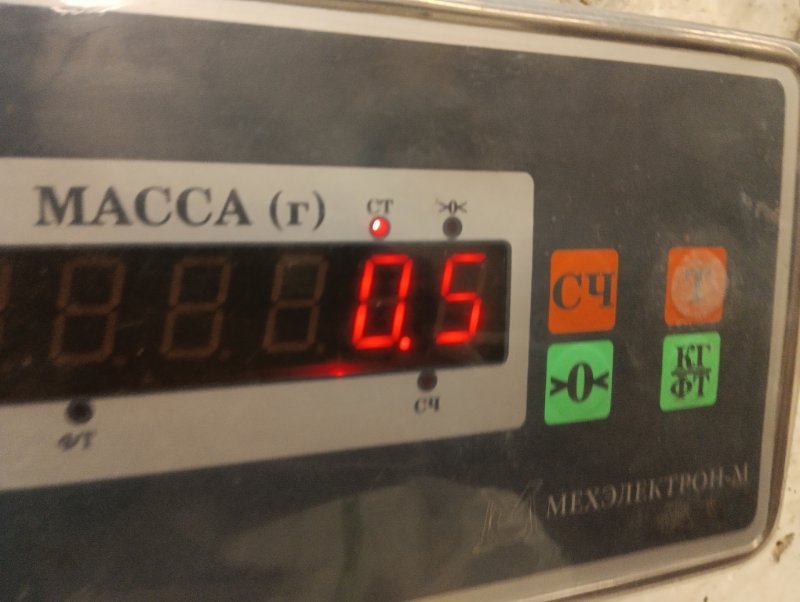 МАССА (г)
СТ
>0<
0.5
СЧ
Т
>0<
КГ
ФТ
Ф/Т
СЧ
М МЕХЭЛЕКТРОН-М